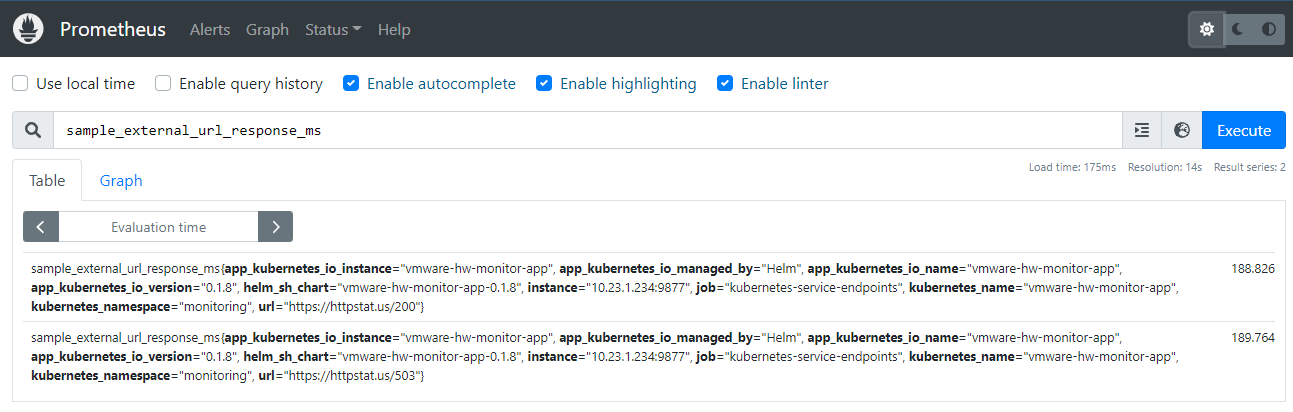 Prometheus Alerts Graph Status Help
Use local time Enable query history Enable autocomplete Enable highlighting Enable linter
sample_external_url_response_ms Execute
Load time: 175ms Resolution: 14s Result series: 2
Table Graph
Evaluation time
sample_external_url_response_ms{app_kubernetes_io_instance="vmware-hw-monitor-app", app_kubernetes_io_managed_by="Helm", app_kubernetes_io_name="vmware-hw-monitor-app", 188.826
app_kubernetes_io_version="0.1.8", helm_sh_chart="vmware-hw-monitor-app-0.1.8", instance="10.23.1.234:9877", job="kubernetes-service-endpoints", kubernetes_name="vmware-hw-monitor-app",
kubernetes_namespace="monitoring", url="https://httpstat.us/200"}
sample_external_url_response_ms{app_kubernetes_io_instance="vmware-hw-monitor-app", app_kubernetes_io_managed_by="Helm", app_kubernetes_io_name="vmware-hw-monitor-app", 189.764
app_kubernetes_io_version="0.1.8", helm_sh_chart="vmware-hw-monitor-app-0.1.8", instance="10.23.1.234:9877", job="kubernetes-service-endpoints", kubernetes_name="vmware-hw-monitor-app",
kubernetes_namespace="monitoring", url="https://httpstat.us/503"}